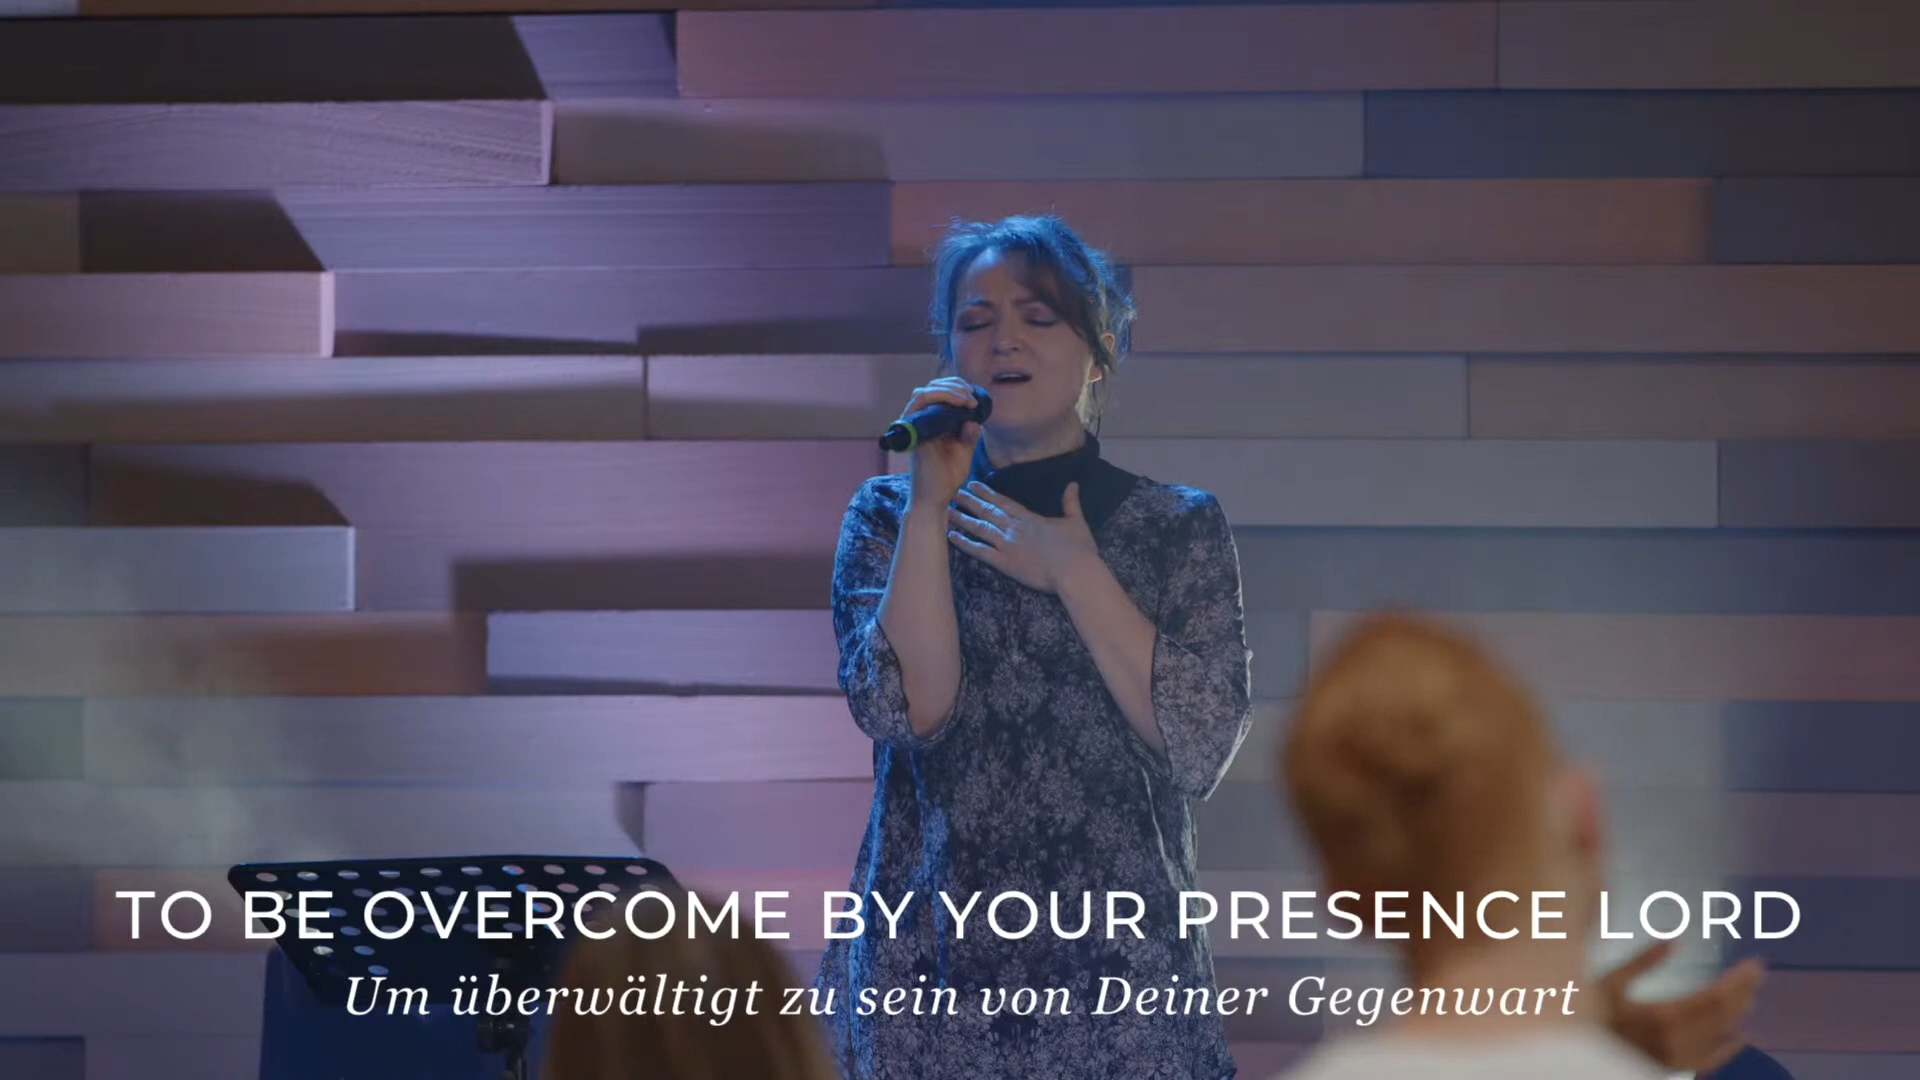 TO BE OVERCOME BY YOUR PRESENCE LORD
Um überwältigt zu sein von Deiner Gegenwart